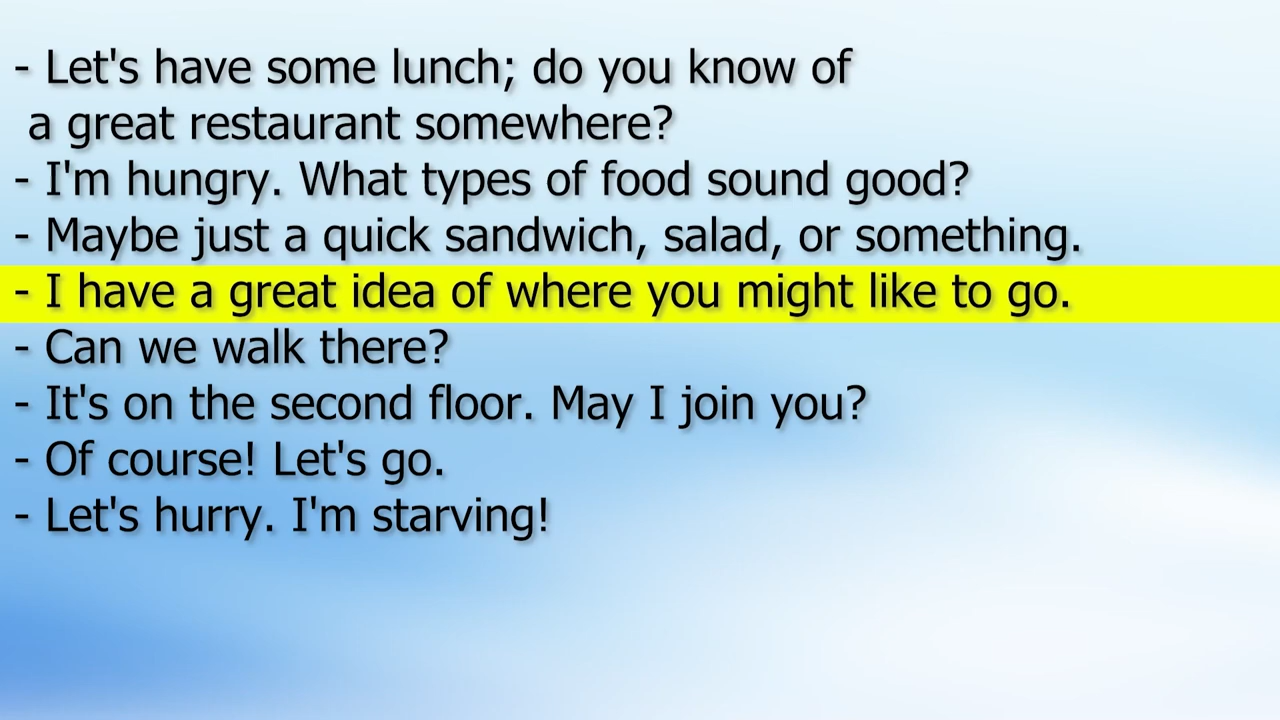 - Let's have some lunch; do you know of
a great restaurant somewhere?
- I'm hungry. What types of food sound good?
- Maybe just a quick sandwich, salad, or something.
- I have a great idea of where you might like to go.
- Can we walk there?
- It's on the second floor. May I join you?
- Of course! Let's go.
- Let's hurry. I'm starving!